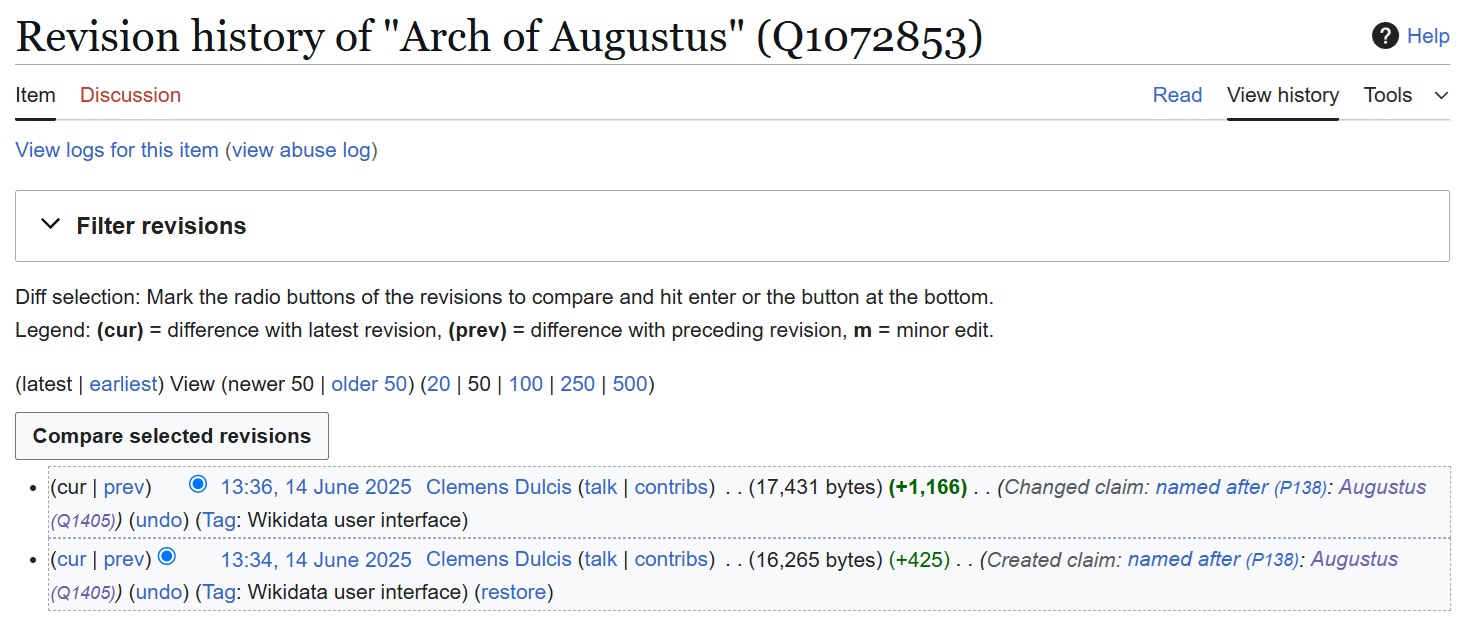 Revision history of "Arch of Augustus" (Q1072853)
? Help
Item Discussion Read View history Tools
View logs for this item (view abuse log)
Filter revisions
Diff selection: Mark the radio buttons of the revisions to compare and hit enter or the button at the bottom.
Legend: (cur) = difference with latest revision, (prev) = difference with preceding revision, m = minor edit.
(latest | earliest) View (newer 50 | older 50) (20 | 50 | 100 | 250 | 500)
Compare selected revisions
• (cur | prev) 13:36, 14 June 2025 Clemens Dulcis (talk | contribs) . . (17,431 bytes) (+1,166) . . (Changed claim: named after (P138): Augustus
(Q1405)) (undo) (Tag: Wikidata user interface)
• (cur | prev) 13:34, 14 June 2025 Clemens Dulcis (talk | contribs) . . (16,265 bytes) (+425) . . (Created claim: named after (P138): Augustus
(Q1405)) (undo) (Tag: Wikidata user interface) (restore)